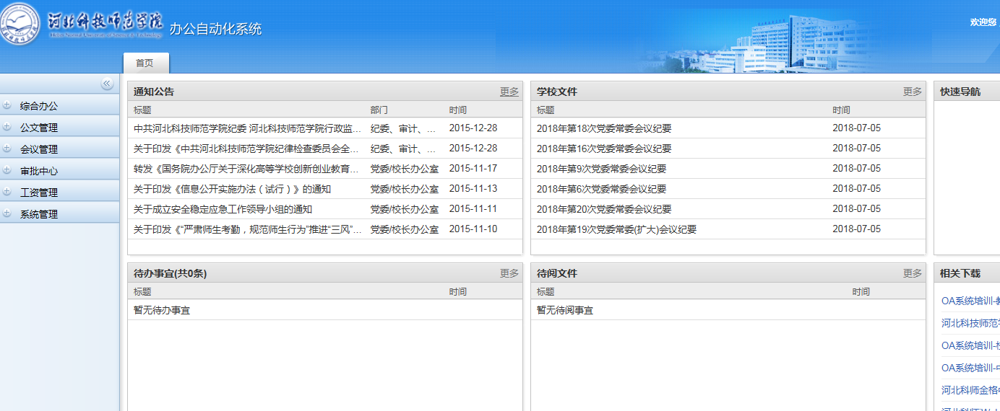 河北科技师范学院
Hebei Normal University of Science & Technology
办公自动化系统
欢迎您
首页
综合办公
公文管理
会议管理
审批中心
工资管理
系统管理
通知公告 更多
标题 部门 时间
中共河北科技师范学院纪委 河北科技师范学院行政监... 纪委、审计、... 2015-12-28
关于印发《中共河北科技师范学院纪律检查委员会全... 纪委、审计、... 2015-12-28
转发《国务院办公厅关于深化高等学校创新创业教育... 党委/校长办公室 2015-11-17
关于印发《信息公开实施办法（试行）》的通知 党委/校长办公室 2015-11-13
关于成立安全稳定应急工作领导小组的通知 党委/校长办公室 2015-11-11
关于印发《“严肃师生考勤，规范师生行为”推进“三风”... 党委/校长办公室 2015-11-10
学校文件 更多
标题 时间
2018年第18次党委常委会议纪要 2018-07-05
2018年第16次党委常委会议纪要 2018-07-05
2018年第9次党委常委会议纪要 2018-07-05
2018年第6次党委常委会议纪要 2018-07-05
2018年第20次党委常委会议纪要 2018-07-05
2018年第19次党委常委(扩大)会议纪要 2018-07-05
快速导航
待办事宜(共0条) 更多
标题 时间
暂无待办事宜
待阅文件 更多
标题 时间
暂无待阅事宜
相关下载
OA系统培训-
河北科技师范
OA系统培训-
OA系统培训-
河北科师金格